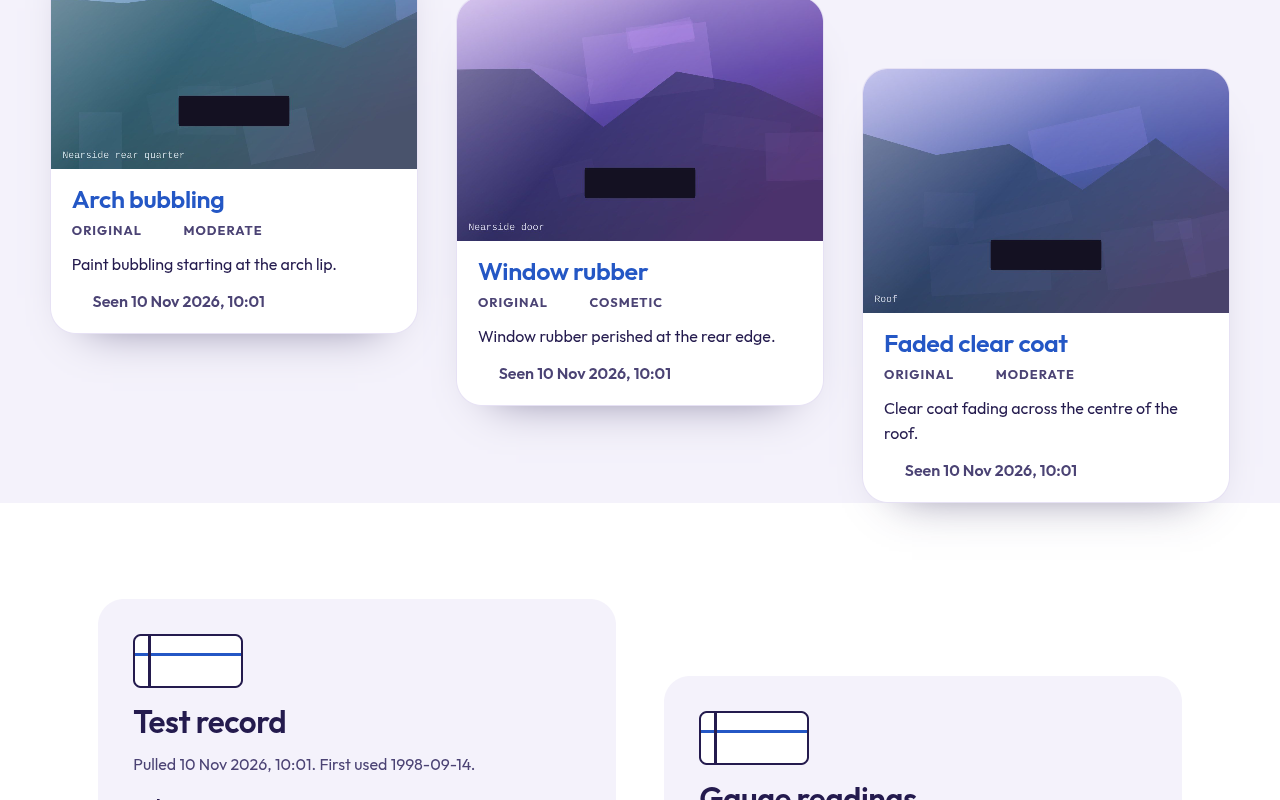 Nearside rear quarter
Arch bubbling
ORIGINAL MODERATE
Paint bubbling starting at the arch lip.
Seen 10 Nov 2026, 10:01
Nearside door
Window rubber
ORIGINAL COSMETIC
Window rubber perished at the rear edge.
Seen 10 Nov 2026, 10:01
Roof
Faded clear coat
ORIGINAL MODERATE
Clear coat fading across the centre of the
roof.
Seen 10 Nov 2026, 10:01
Test record
Pulled 10 Nov 2026, 10:01. First used 1998-09-14.
Gauge readings